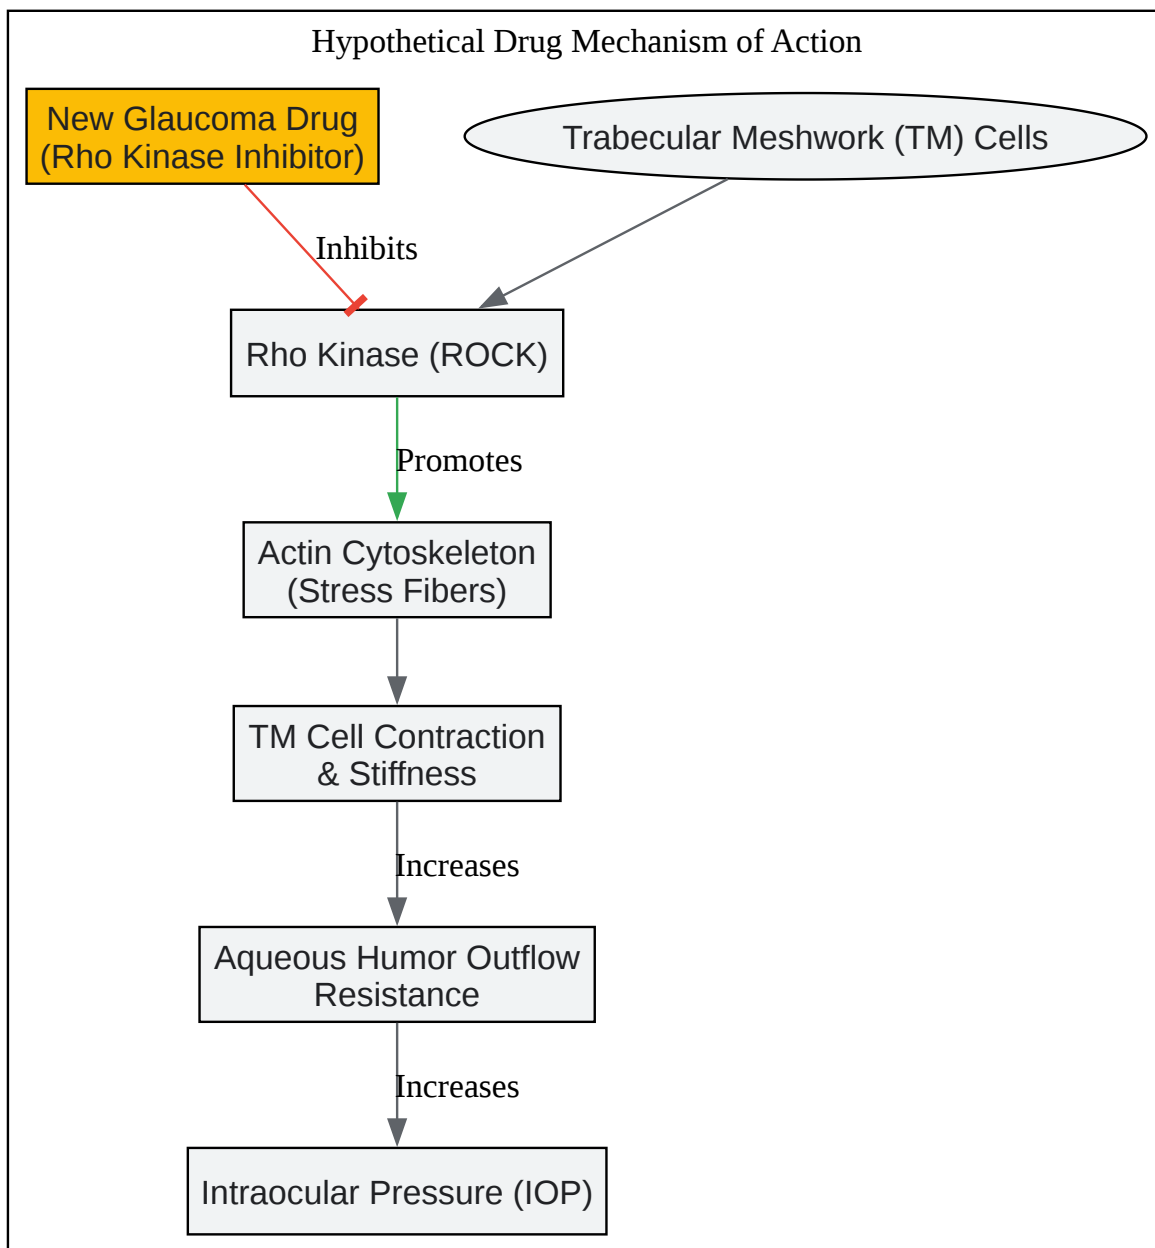 Hypothetical Drug Mechanism of Action
New Glaucoma Drug
(Rho Kinase Inhibitor)
Trabecular Meshwork (TM) Cells
Inhibits
Rho Kinase (ROCK)
Promotes
Actin Cytoskeleton
(Stress Fibers)
TM Cell Contraction
& Stiffness
Increases
Aqueous Humor Outflow
Resistance
Increases
Intraocular Pressure (IOP)